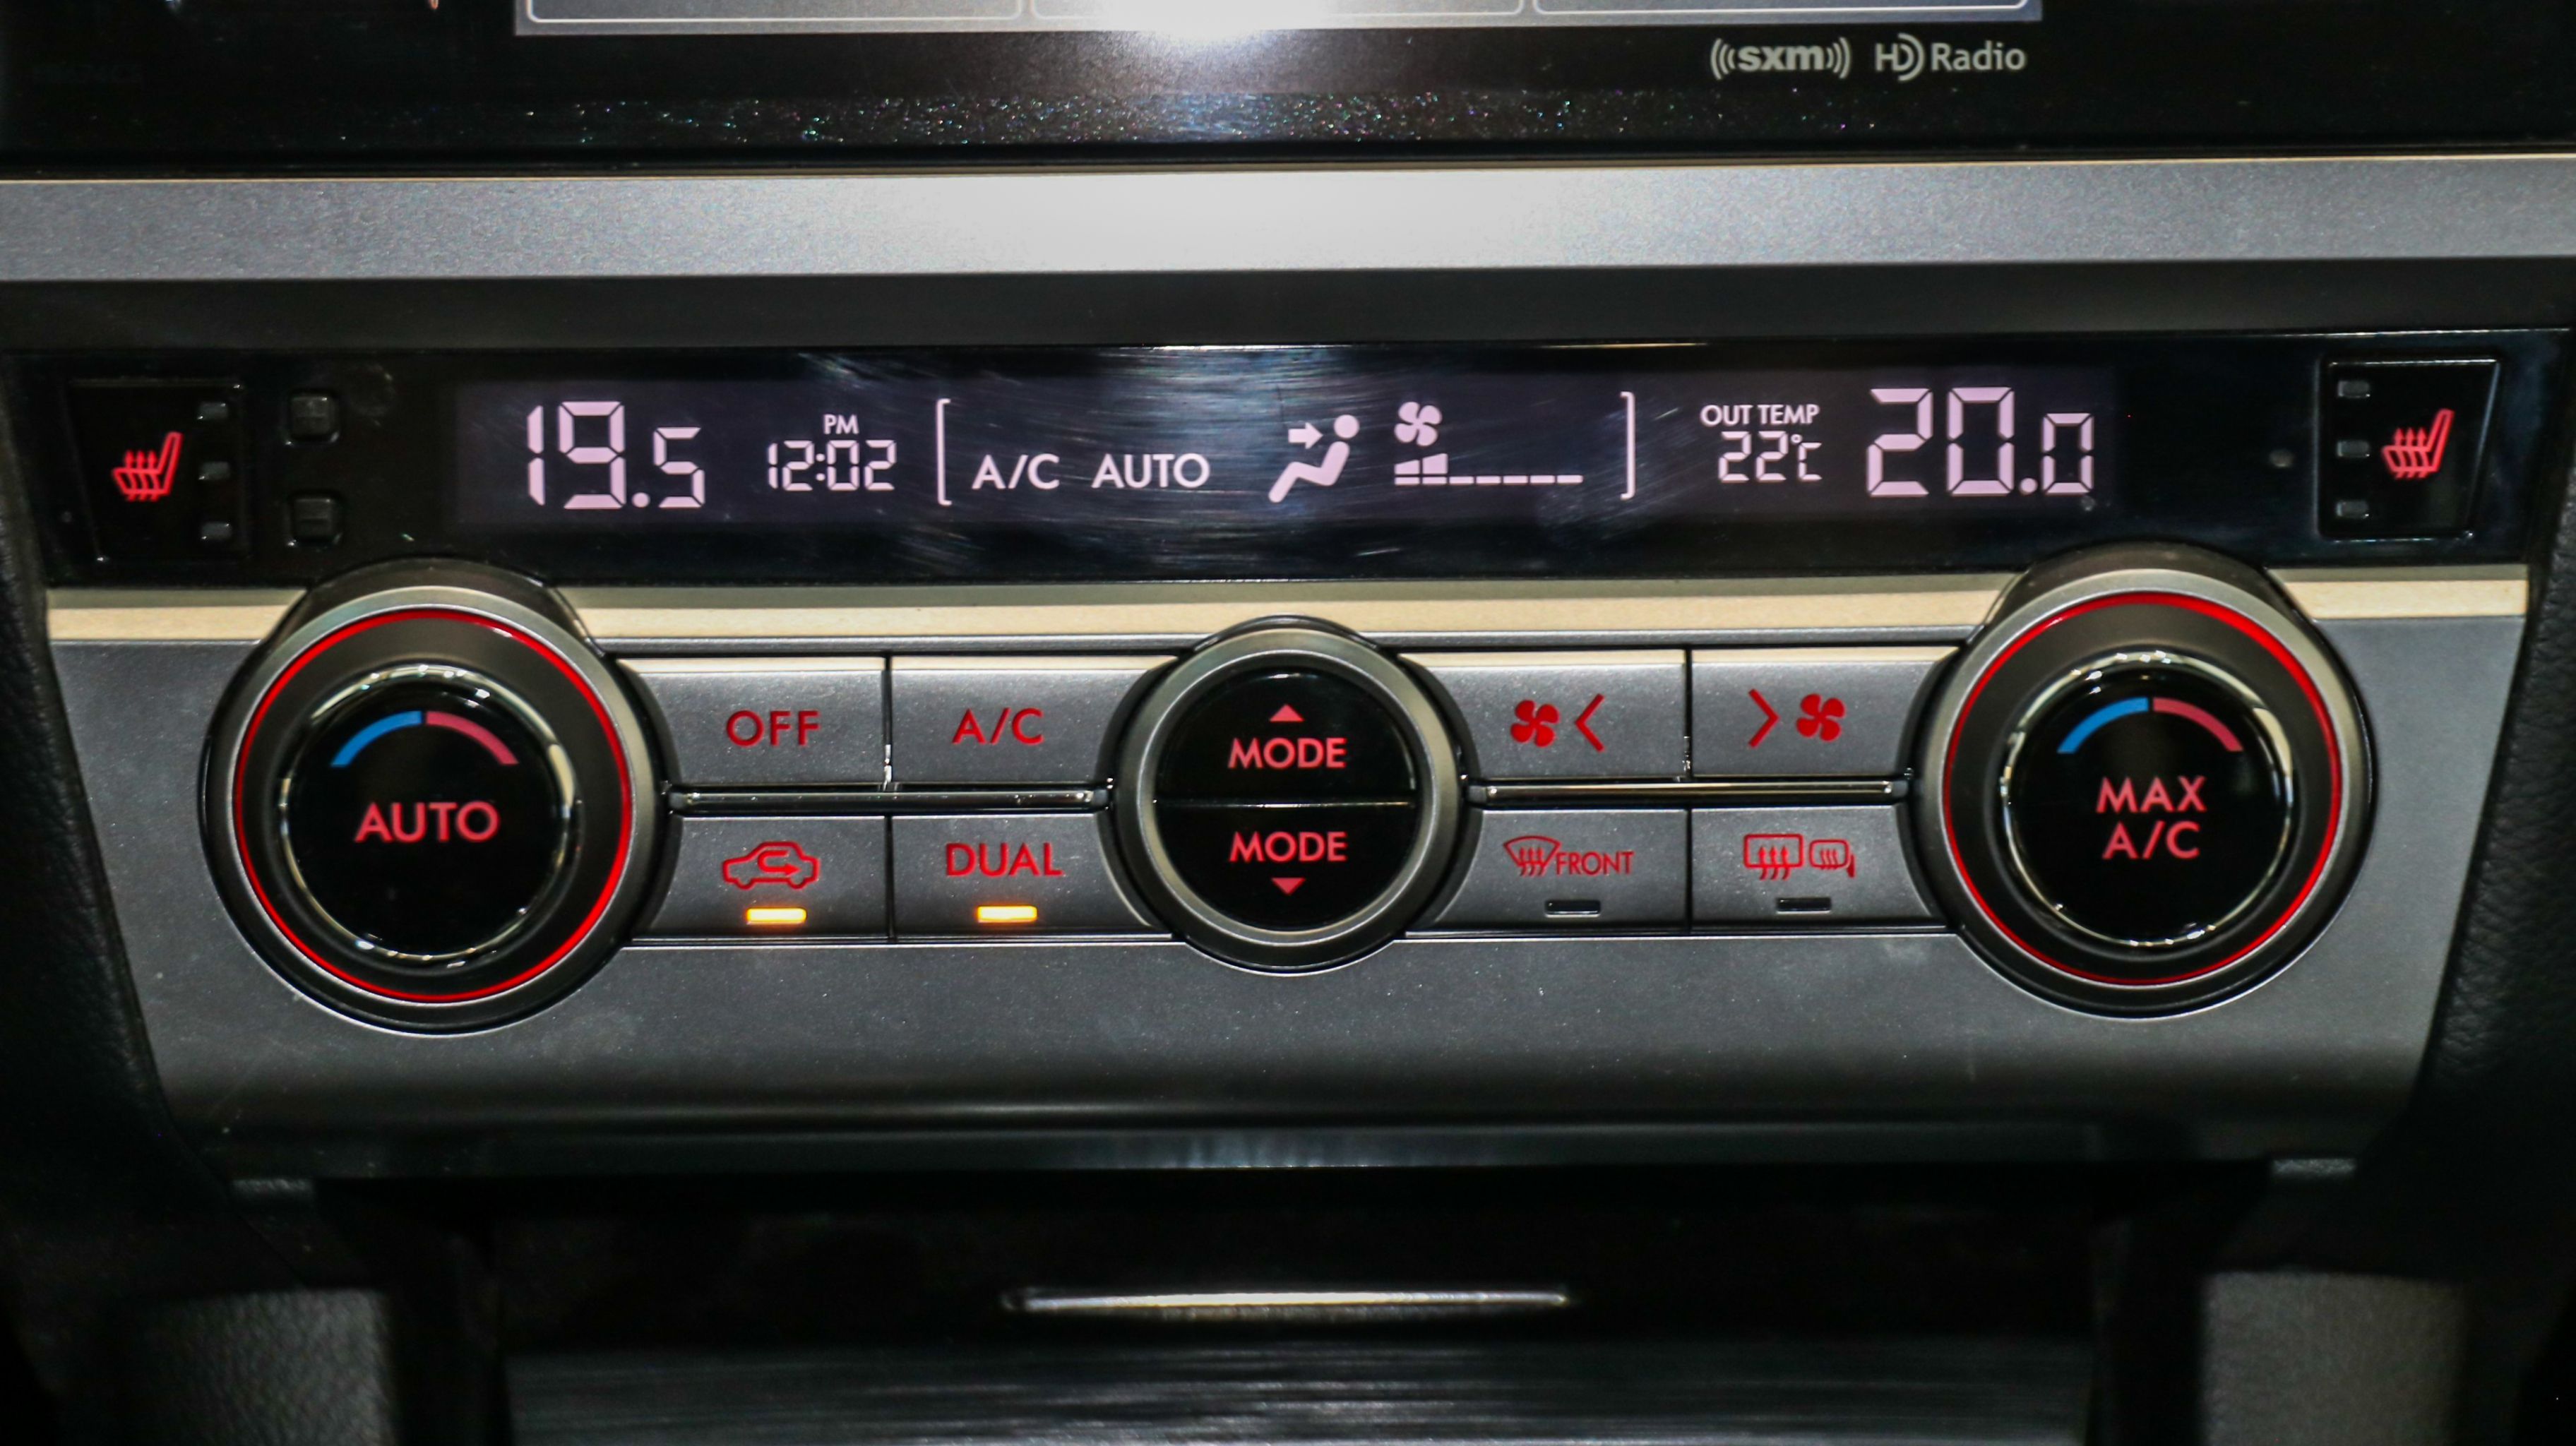 sxm HD Radio
19.5
PM
12:02
A/C AUTO
OUT TEMP
22°C
20.0
AUTO
OFF
A/C
DUAL
MODE
MODE
FRONT
MAX
A/C